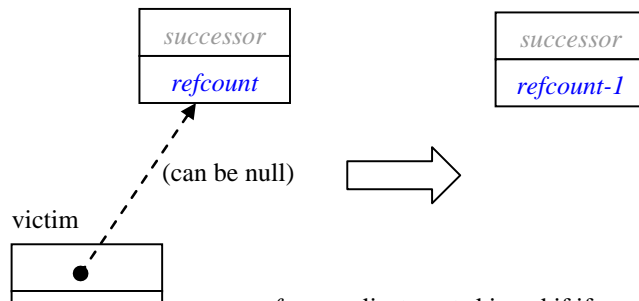 successor
refcount
successor
refcount-1
(can be null)
victim